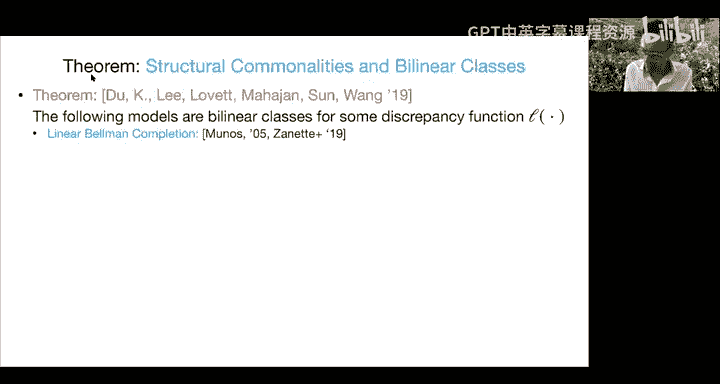 GPT中英字幕课程资源
bilibili
Theorem: Structural Commonalities and Bilinear Classes
• Theorem: [Du, K., Lee, Lovett, Mahajan, Sun, Wang '19]
The following models are bilinear classes for some discrepancy function ℓ(·)
• Linear Bellman Completion: [Munos, '05, Zanette+ '19]